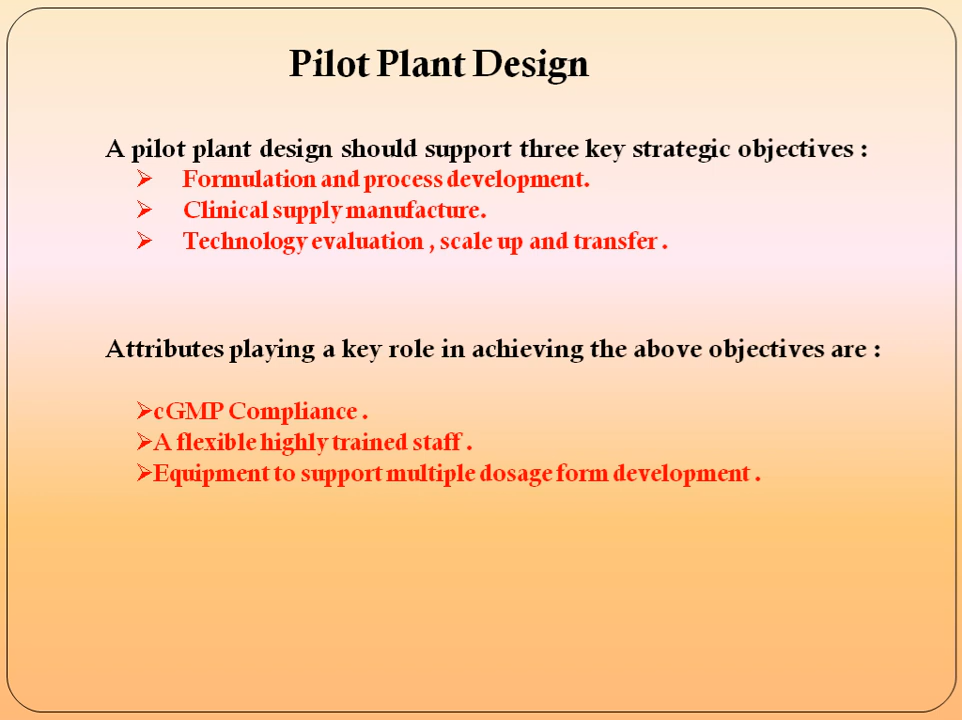 Pilot Plant Design
A pilot plant design should support three key strategic objectives :
➢ Formulation and process development.
➢ Clinical supply manufacture.
➢ Technology evaluation , scale up and transfer .
Attributes playing a key role in achieving the above objectives are :
➢cGMP Compliance .
➢A flexible highly trained staff .
➢Equipment to support multiple dosage form development .